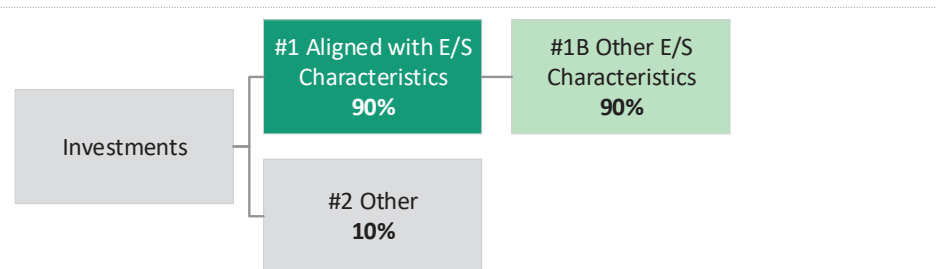 Investments
#1 Aligned with E/S
Characteristics
90%
#1B Other E/S
Characteristics
90%
#2 Other
10%